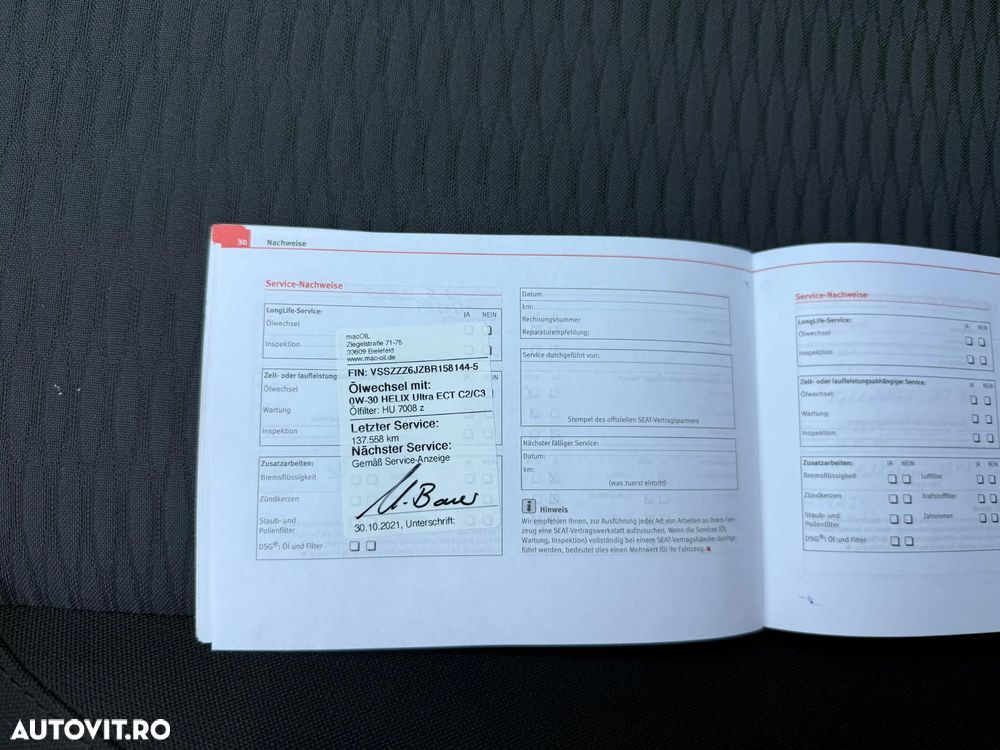 30 Nachweise
Service-Nachweise
LongLife-Service: JA NEIN
Ölwechsel
Inspektion
Zeit- oder laufleistung
Ölwechsel
Wartung
Inspektion
Zusatzarbeiten:
Bremsflüssigkeit
Zündkerzen
Staub- und
Pollenfilter
DSG®: Öl und Filter
macOIL
Ziegelstraße 71-75
33609 Bielefeld
www.mac-oil.de
FIN: VSSZZZ6JZBR158144-5
Ölwechsel mit:
0W-30 HELIX Ultra ECT C2/C3
Ölfilter: HU 7008 z
Letzter Service:
137.558 km
Nächster Service:
Gemäß Service-Anzeige
30.10.2021, Unterschrift:
Datum
km:
Rechnungsnummer
Reparaturempfehlung:
Service durchgeführt von:
Stempel des offiziellen SEAT-Vertragspartners
Nächster fälliger Service:
Datum:
km:
(was zuerst eintritt)
i Hinweis
Wir empfehlen Ihnen, zur Ausführung jeder Art von Arbeiten an Ihrem Fahr-
zeug eine SEAT-Vertragswerkstatt aufzusuchen. Wenn die Services (Öl,
Wartung, Inspektion) vollständig bei einem SEAT-Vertragshändler durchge-
führt werden, bedeutet dies einen Mehrwert für Ihr Fahrzeug.
Service-Nachweise
LongLife-Service: JA NEIN
Ölwechsel
Inspektion
Zeit- oder laufleistungsabhängiger Service: JA NEIN
Ölwechsel
Wartung
Inspektion
Zusatzarbeiten: JA NEIN JA NEIN
Bremsflüssigkeit Luftfilter
Zündkerzen Kraftstofffilter
Staub- und Zahnriemen
Pollenfilter
DSG®: Öl und Filter
AUTOVIT.RO